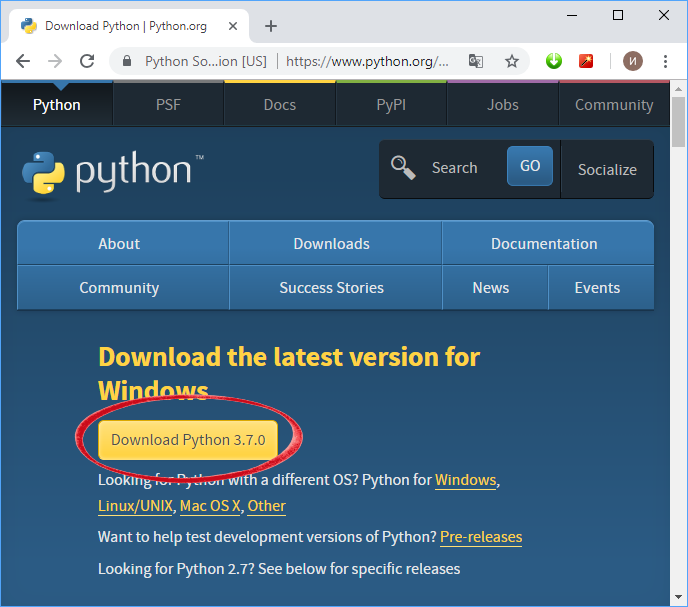 Download Python | Python.org
Python So...ion [US] | https://www.python.org/...
И
Python PSF Docs PyPI Jobs Community
python™
Search GO Socialize
About Downloads Documentation
Community Success Stories News Events
Download the latest version for
Windows
Download Python 3.7.0
Looking for Python with a different OS? Python for Windows,
Linux/UNIX, Mac OS X, Other
Want to help test development versions of Python? Pre-releases
Looking for Python 2.7? See below for specific releases